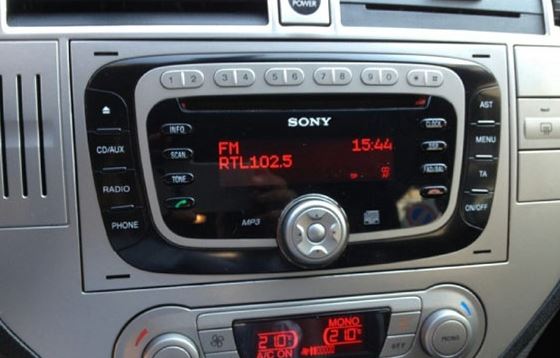 POWER
1 2 3 4 5 6 7 8 9 0 * #
SONY
INFO.
SCAN.
TONE.
CLOCK
FM 15:44
RTL102.5
MP3
CD/AUX
RADIO
PHONE
AST
MENU
TA
ON/OFF
MONO
21.0° 21.0°
A/C ON
OFF
MONO